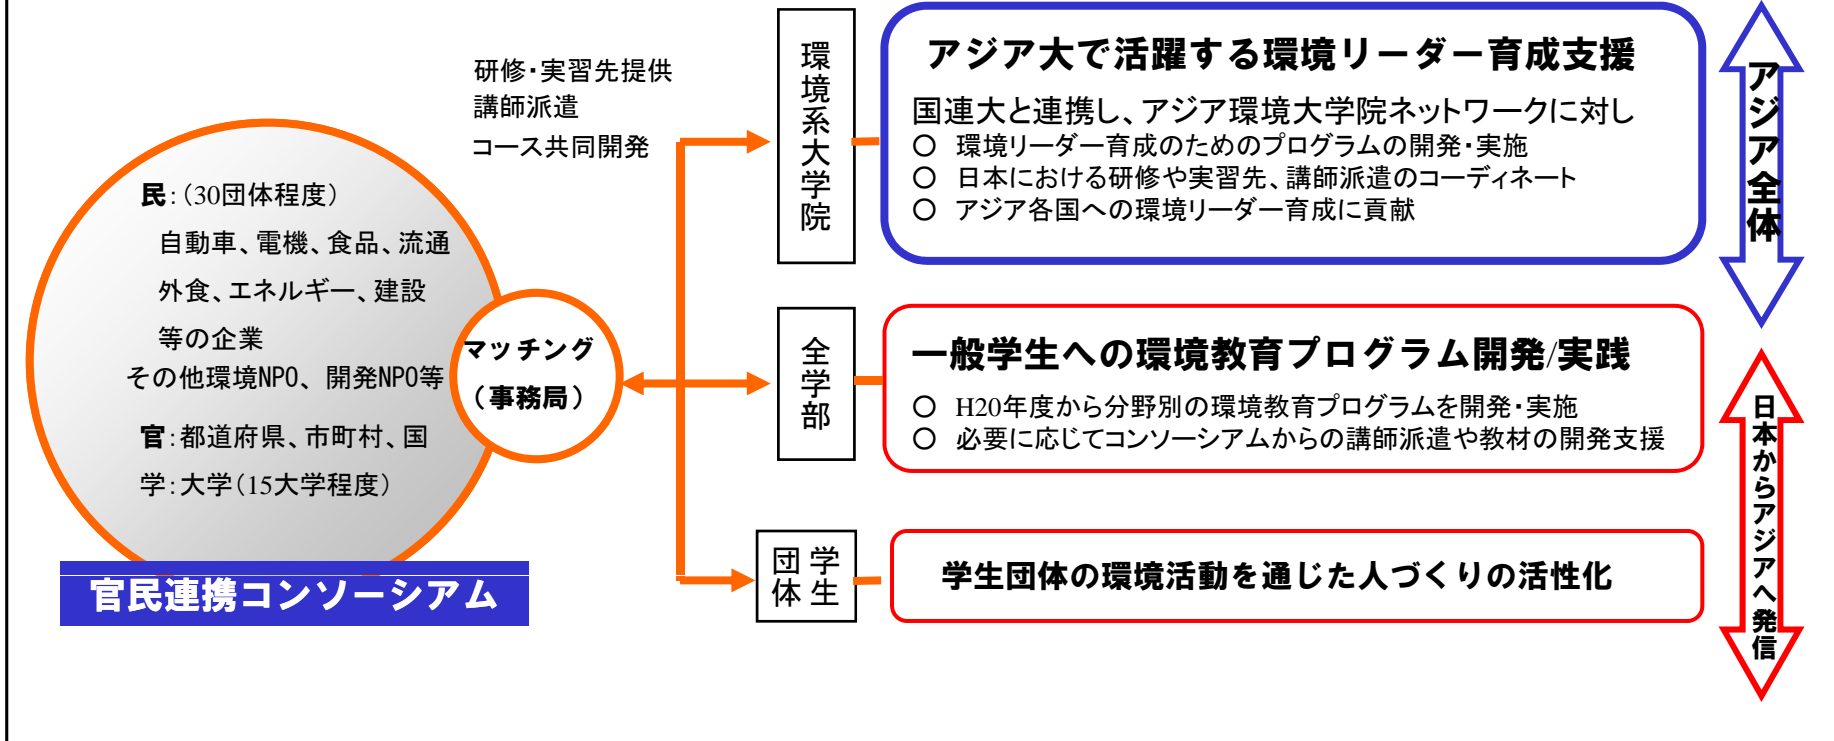 研修・実習先提供
講師派遣
コース共同開発
民：（30団体程度）
自動車、電機、食品、流通
外食、エネルギー、建設
等の企業
その他環境NPO、開発NPO等
官：都道府県、市町村、国
学：大学（15大学程度）
官民連携コンソーシアム
マッチング
（事務局）
環境系大学院
アジア大で活躍する環境リーダー育成支援
国連大と連携し、アジア環境大学院ネットワークに対し
○ 環境リーダー育成のためのプログラムの開発・実施
○ 日本における研修や実習先、講師派遣のコーディネート
○ アジア各国への環境リーダー育成に貢献
全学部
一般学生への環境教育プログラム開発/実践
○ H20年度から分野別の環境教育プログラムを開発・実施
○ 必要に応じてコンソーシアムからの講師派遣や教材の開発支援
学生
団体
学生団体の環境活動を通じた人づくりの活性化
アジア全体
日本からアジアへ発信